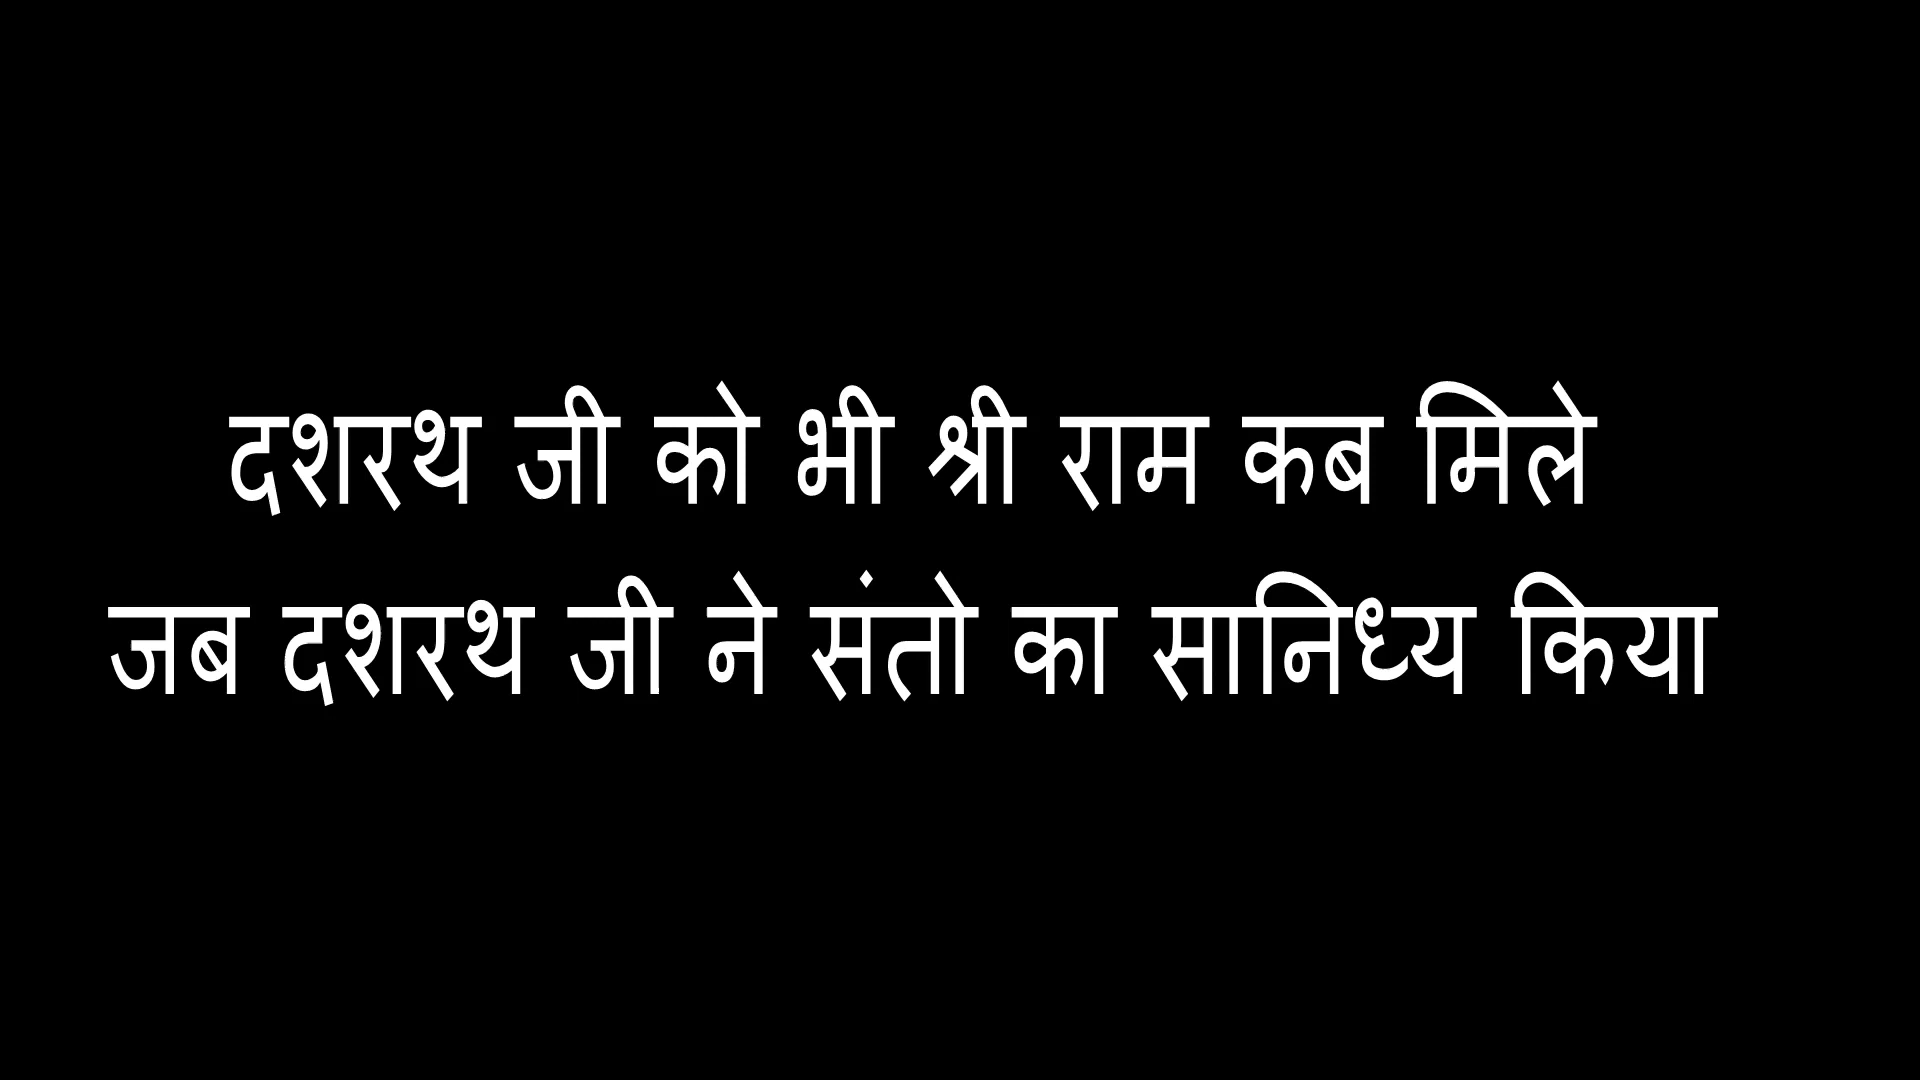 दशरथ जी को भी श्री राम कब मिले
जब दशरथ जी ने संतो का सानिध्य किया